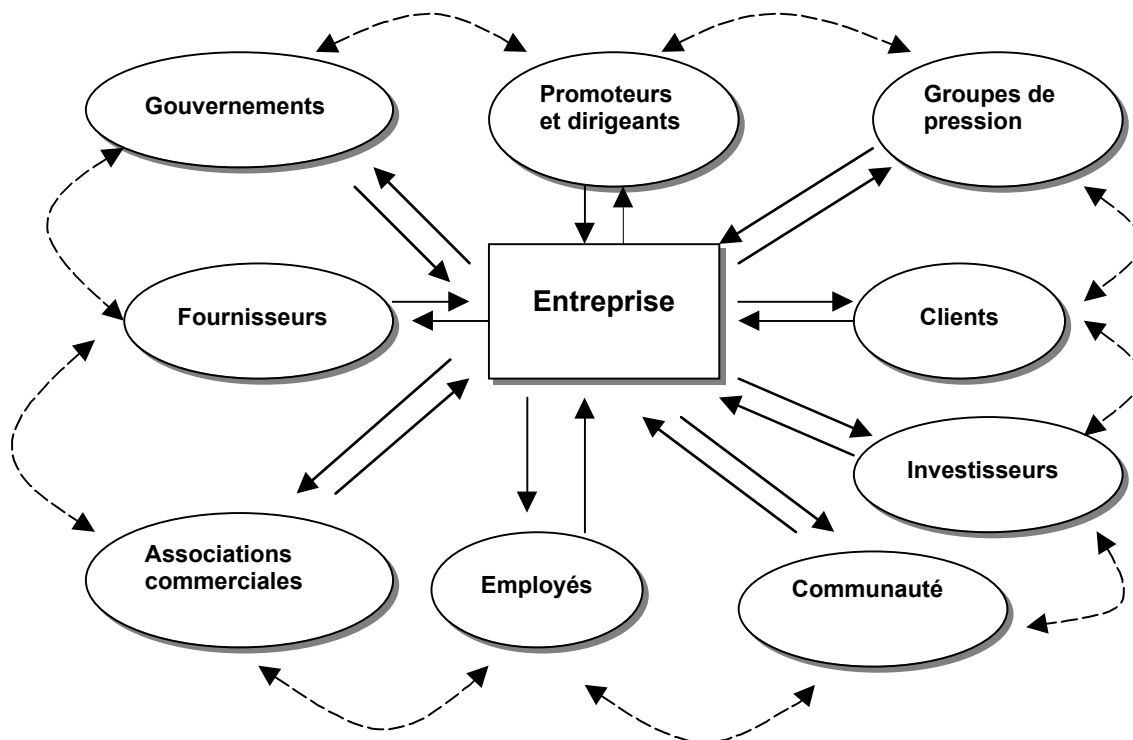 Gouvernements
Promoteurs
et dirigeants
Groupes de
pression
Entreprise
Fournisseurs
Clients
Investisseurs
Associations
commerciales
Employés
Communauté